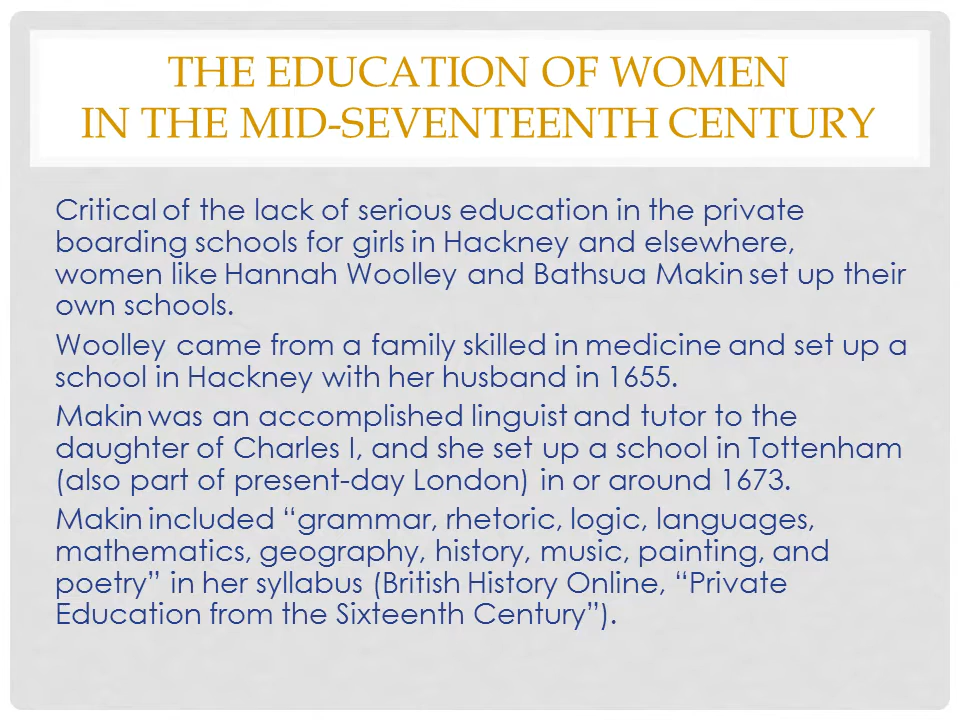 THE EDUCATION OF WOMEN
IN THE MID-SEVENTEENTH CENTURY
Critical of the lack of serious education in the private
boarding schools for girls in Hackney and elsewhere,
women like Hannah Woolley and Bathsua Makin set up their
own schools.
Woolley came from a family skilled in medicine and set up a
school in Hackney with her husband in 1655.
Makin was an accomplished linguist and tutor to the
daughter of Charles I, and she set up a school in Tottenham
(also part of present-day London) in or around 1673.
Makin included “grammar, rhetoric, logic, languages,
mathematics, geography, history, music, painting, and
poetry” in her syllabus (British History Online, “Private
Education from the Sixteenth Century”).